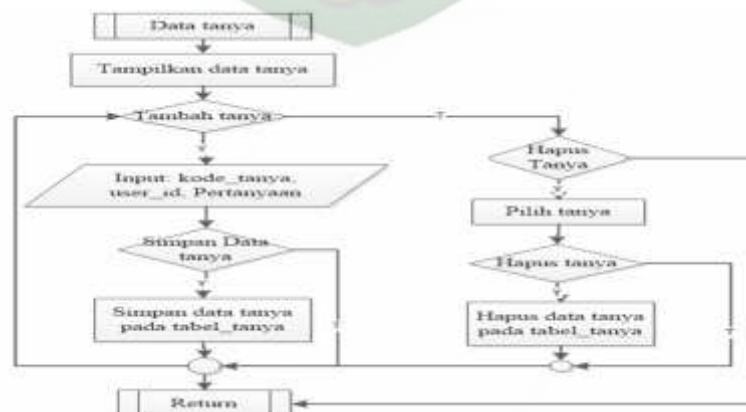 Data tanya
Tampilkan data tanya
Tambah tanya
T
Y
Input: kode_tanya,
user_id, Pertanyaan
Simpan Data
tanya
Y
T
Simpan data tanya
pada tabel_tanya
Hapus
Tanya
Y
Pilih tanya
Hapus tanya
Y
T
Hapus data tanya
pada tabel_tanya
Return